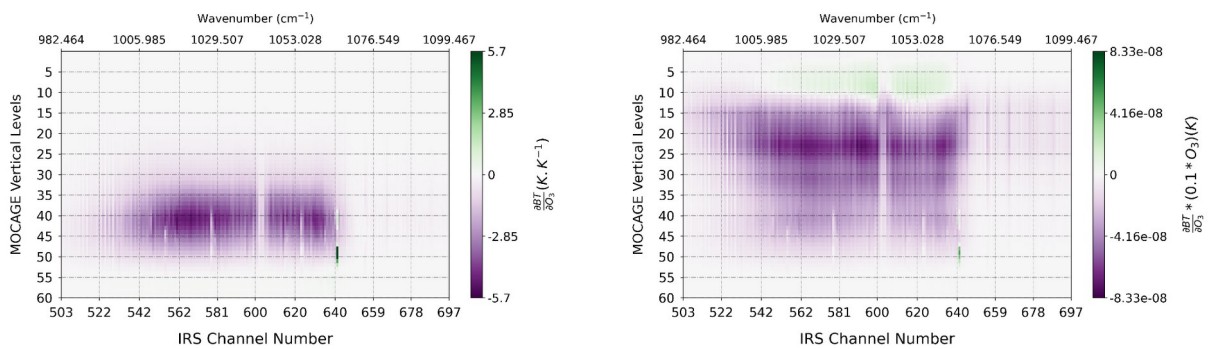 Wavenumber (cm⁻¹)
982.464 1005.985 1029.507 1053.028 1076.549 1099.467
5
10
15
20
25
30
35
40
45
50
55
60
MOCAGE Vertical Levels
503 522 542 562 581 600 620 640 659 678 697
IRS Channel Number
5.7
2.85
0
-2.85
-5.7
∂BT/∂O₃ (K.K⁻¹)
Wavenumber (cm⁻¹)
982.464 1005.985 1029.507 1053.028 1076.549 1099.467
5
10
15
20
25
30
35
40
45
50
55
60
MOCAGE Vertical Levels
503 522 542 562 581 600 620 640 659 678 697
IRS Channel Number
8.33e-08
4.16e-08
0
-4.16e-08
-8.33e-08
∂BT/∂O₃ * (0.1 * O₃)(K)